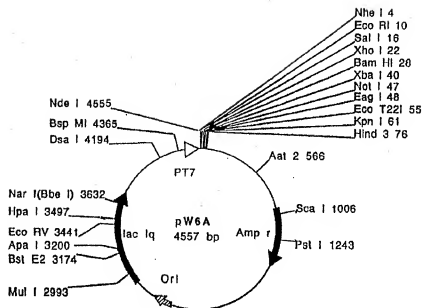 Nhe I 4
Eco RI 10
Sal I 16
Xho I 22
Bam HI 28
Xba I 40
Not I 47
Eag I 48
Eco T22I 55
Kpn I 61
Hind 3 76
Nde I 4555
Bsp MI 4365
Dsa I 4194
Aat 2 566
PT7
Nar I(Bbe I) 3632
Hpa I 3497
Eco RV 3441
Apa I 3200
Bst E2 3174
Mul I 2993
lac Iq
pW6A
4557 bp
Amp r
Sca I 1006
Pst I 1243
OrI